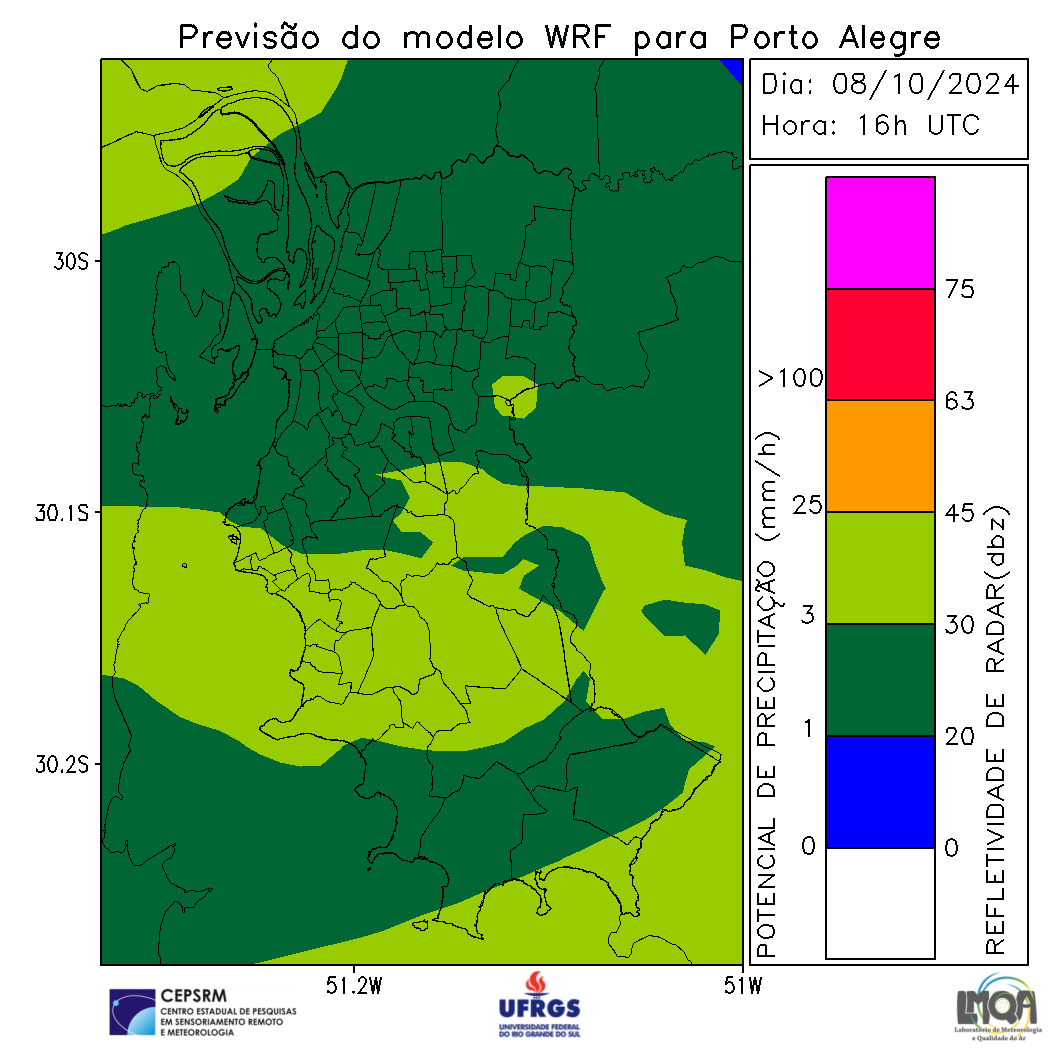 Previsão do modelo WRF para Porto Alegre
Dia: 08/10/2024
Hora: 16h UTC
30S
30.1S
30.2S
51.2W
51W
POTENCIAL DE PRECIPITAÇÃO (mm/h)
>100
25
3
1
0
75
63
45
30
20
0
REFLETIVIDADE DE RADAR(dbz)
CEPSRM
CENTRO ESTADUAL DE PESQUISAS
EM SENSORIAMENTO REMOTO
E METEOROLOGIA
UFRGS
UNIVERSIDADE FEDERAL
DO RIO GRANDE DO SUL
LMQA
Laboratório de Meteorologia
e Qualidade do Ar